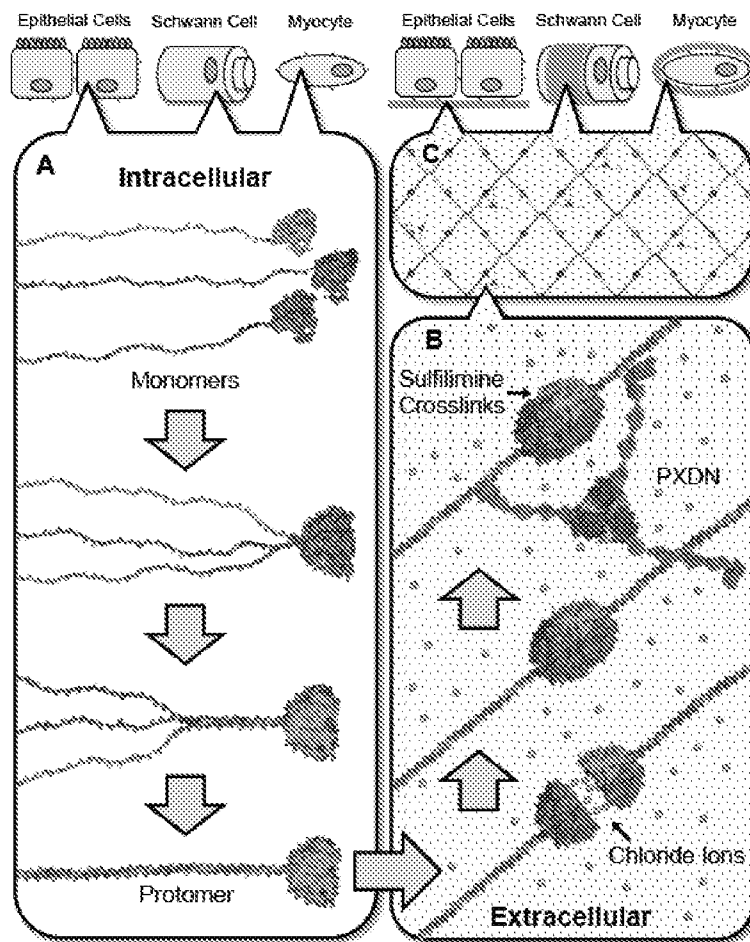 Epithelial Cells Schwann Cell Myocyte
Epithelial Cells Schwann Cell Myocyte
A
Intracellular
Monomers
Protomer
C
B
Sulfilimine
Crosslinks
PXDN
Chloride Ions
Extracellular